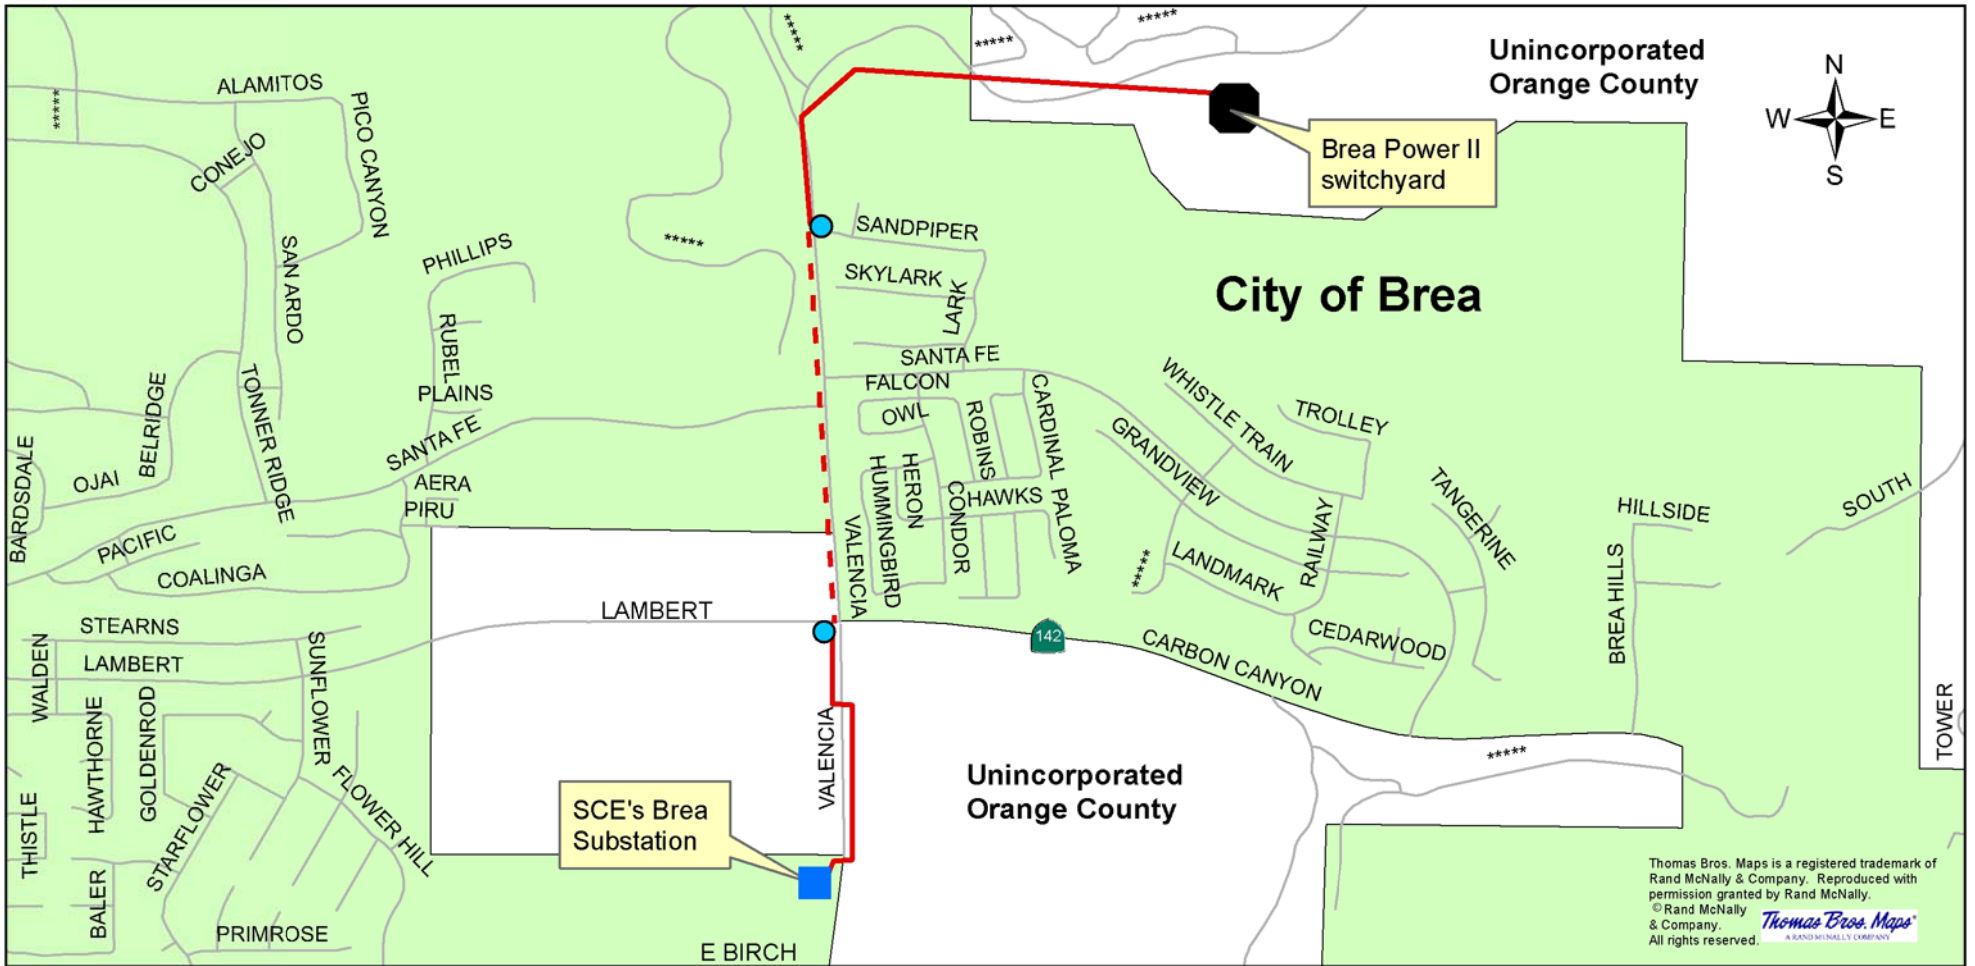 *****
*****
*****
*****
Unincorporated
Orange County
N
W
E
S
ALAMITOS
PICO CANYON
CONEJO
SAN ARDO
PHILLIPS
*****
Brea Power II
switchyard
SANDPIPER
SKYLARK
LARK
City of Brea
RUBEL
PLAINS
SANTA FE
FALCON
OWL
ROBINS
CARDINAL
PALOMA
WHISTLE TRAIN
TROLLEY
GRANDVIEW
TONNER RIDGE
BELRIDGE
BARDSDALE
OJAI
SANTA FE
AERA
PIRU
PACIFIC
COALINGA
HERON
HUMMINGBIRD
CONDOR
HAWKS
VALENCIA
*****
LANDMARK
RAILWAY
TANGERINE
HILLSIDE
SOUTH
BREA HILLS
STEARNS
LAMBERT
LAMBERT
WALDEN
SUNFLOWER
142
CARBON CANYON
CEDARWOOD
HAWTHORNE
GOLDENROD
VALENCIA
TOWER
*****
Unincorporated
Orange County
SCE's Brea
Substation
THISTLE
STARFLOWER
FLOWER HILL
BALER
PRIMROSE
E BIRCH
Thomas Bros. Maps is a registered trademark of
Rand McNally & Company. Reproduced with
permission granted by Rand McNally.
© Rand McNally
& Company.
All rights reserved.
Thomas Bros. Maps®
A RAND McNALLY COMPANY